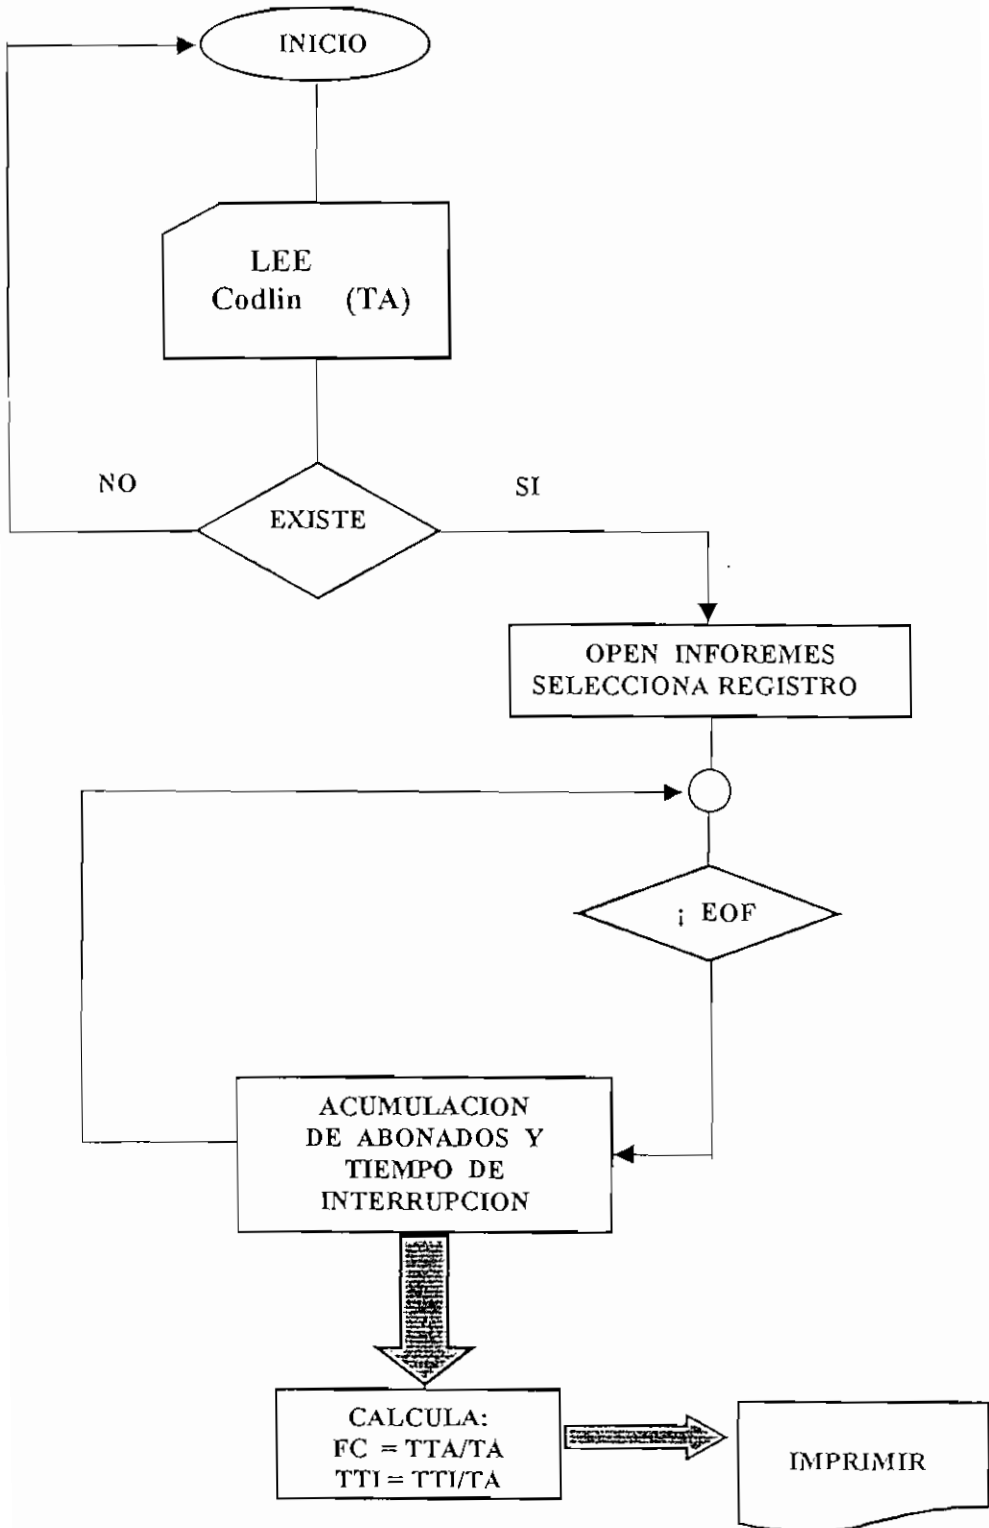 INICIO
LEE
Codlin (TA)
NO
SI
EXISTE
OPEN INFOREMES
SELECCIONA REGISTRO
¡ EOF
ACUMULACION
DE ABONADOS Y
TIEMPO DE
INTERRUPCION
CALCULA:
FC = TTA/TA
TTI = TTI/TA
IMPRIMIR